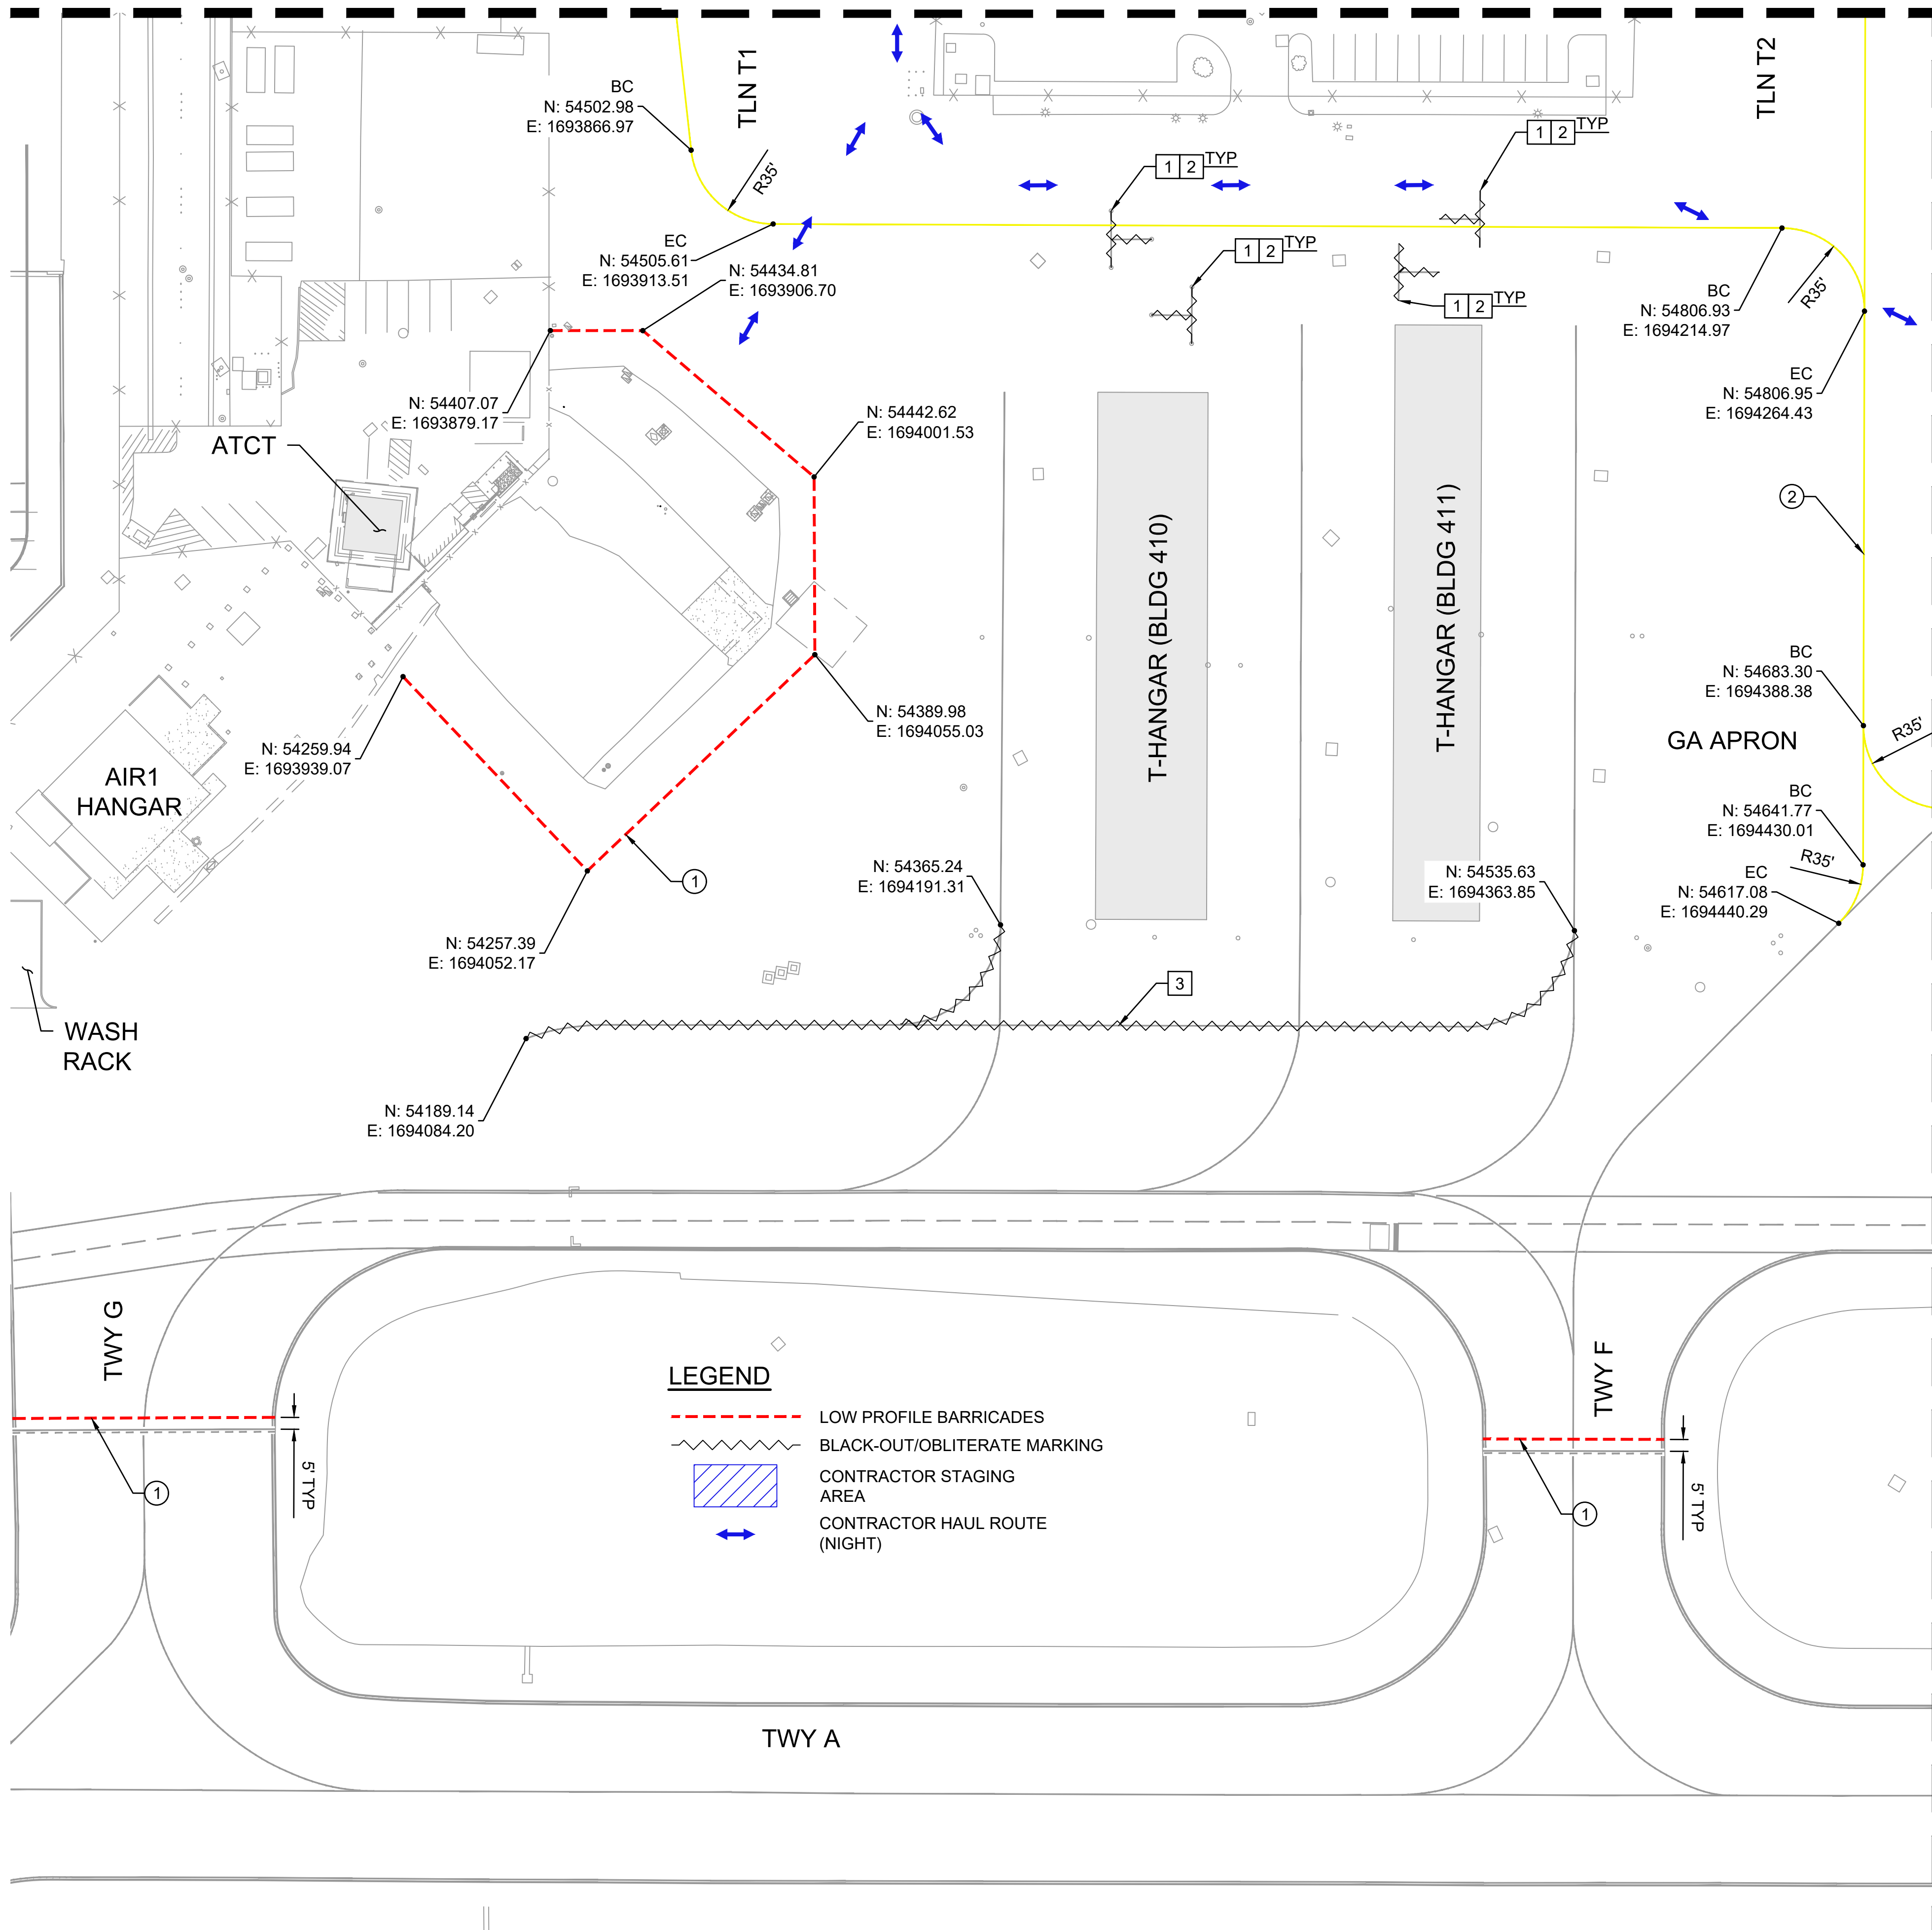 TLN T1
TLN T2
BC
N: 54502.98
E: 1693866.97
R35'
1 2 TYP
1 2 TYP
EC
N: 54505.61
E: 1693913.51
N: 54434.81
E: 1693906.70
1 2 TYP
1 2 TYP
BC
N: 54806.93
E: 1694214.97
R35'
EC
N: 54806.95
E: 1694264.43
N: 54407.07
E: 1693879.17
N: 54442.62
E: 1694001.53
ATCT
2
T-HANGAR (BLDG 410)
T-HANGAR (BLDG 411)
BC
N: 54683.30
E: 1694388.38
N: 54389.98
E: 1694055.03
GA APRON
R35'
N: 54259.94
E: 1693939.07
AIR1
HANGAR
BC
N: 54641.77
E: 1694430.01
R35'
1
N: 54365.24
E: 1694191.31
N: 54535.63
E: 1694363.85
EC
N: 54617.08
E: 1694440.29
N: 54257.39
E: 1694052.17
3
WASH
RACK
N: 54189.14
E: 1694084.20
TWY G
TWY F
LEGEND
LOW PROFILE BARRICADES
BLACK-OUT/OBLITERATE MARKING
CONTRACTOR STAGING
AREA
CONTRACTOR HAUL ROUTE
(NIGHT)
1
5' TYP
1
5' TYP
TWY A